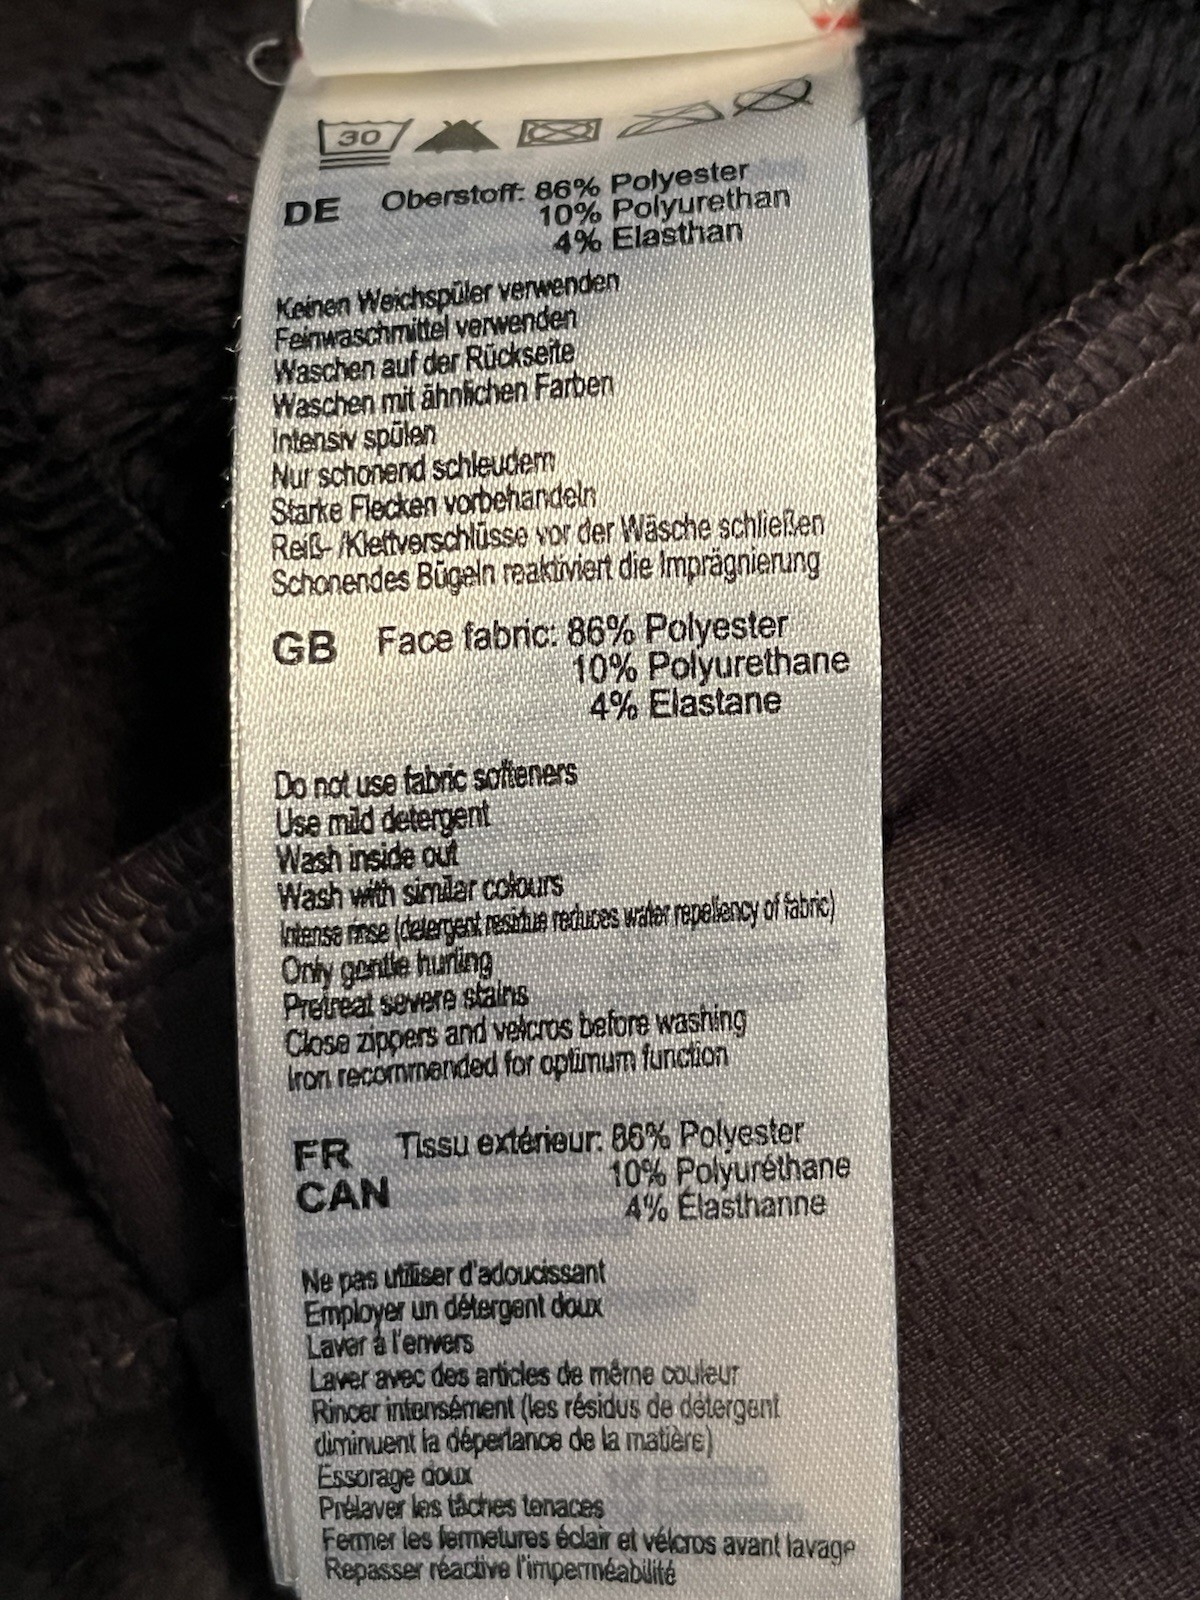 30
DE Oberstoff: 86% Polyester
10% Polyurethan
4% Elasthan
Keinen Weichspüler verwenden
Feinwaschmittel verwenden
Waschen auf der Rückseite
Waschen mit ähnlichen Farben
Intensiv spülen
Nur schonend schleudern
Starke Flecken vorbehandeln
Reiß- /Klettverschlüsse vor der Wäsche schließen
Schonendes Bügeln reaktiviert die Imprägnierung
GB Face fabric: 86% Polyester
10% Polyurethane
4% Elastane
Do not use fabric softeners
Use mild detergent
Wash inside out
Wash with similar colours
Intense rinse (detergent residue reduces water repellency of fabric)
Only gentle hurling
Pretreat severe stains
Close zippers and velcros before washing
Iron recommended for optimum function
FR CAN Tissu extérieur: 86% Polyester
10% Polyuréthane
4% Élasthanne
Ne pas utiliser d'adoucissant
Employer un détergent doux
Laver à l'envers
Laver avec des articles de même couleur
Rincer intensément (les résidus de détergent
diminuent la déperlance de la matière)
Essorage doux
Prélaver les tâches tenaces
Fermer les fermetures éclair et vélcros avant lavage
Repasser réactive l'imperméabilité